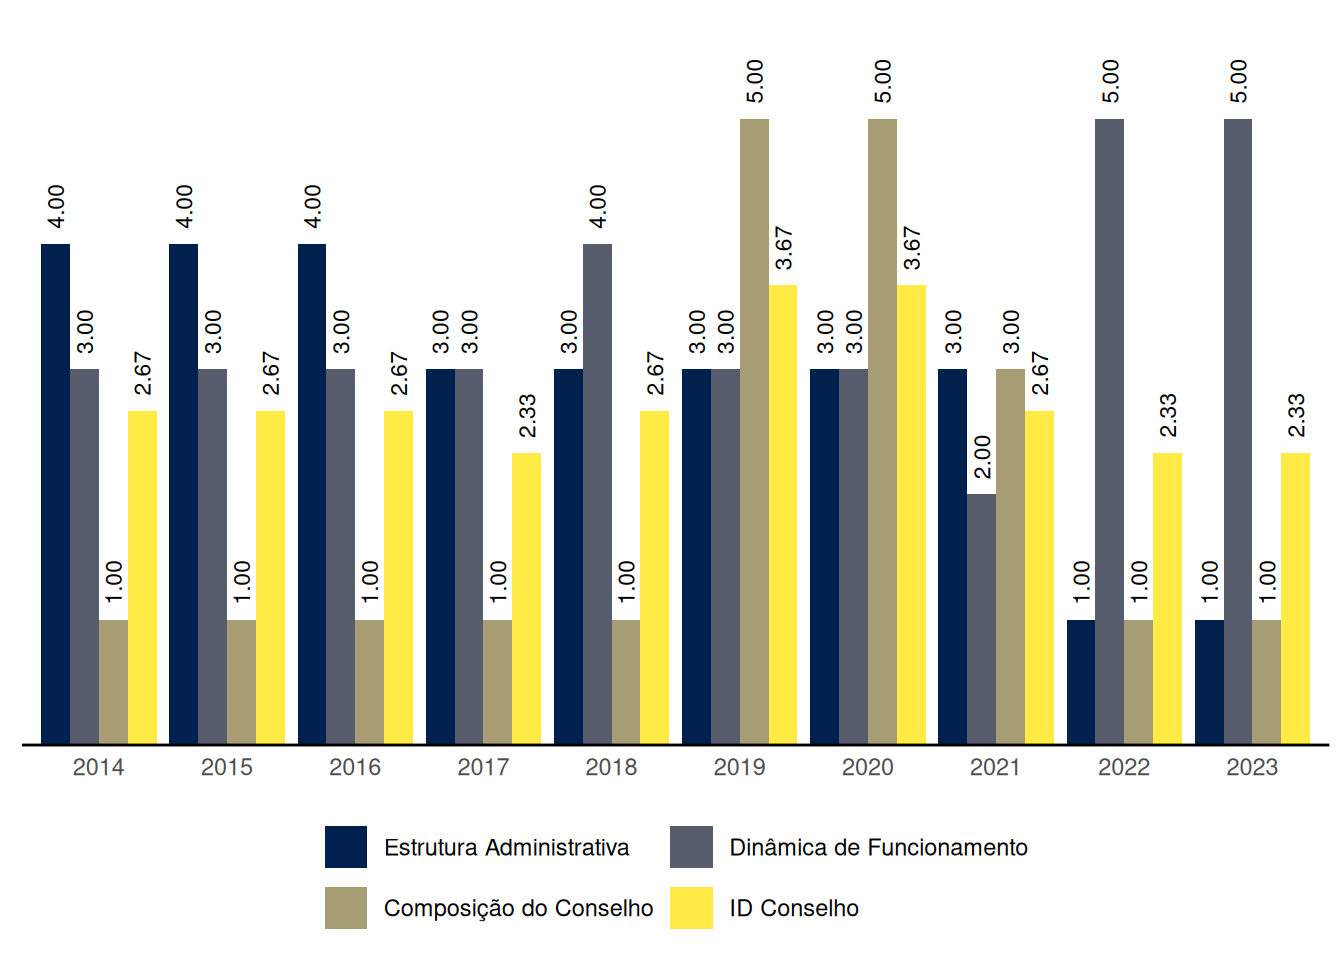 4.00 3.00 1.00 2.67
4.00 3.00 1.00 2.67
4.00 3.00 1.00 2.67
3.00 3.00 1.00 2.33
3.00 4.00 1.00 2.67
3.00 3.00 5.00 3.67
3.00 3.00 5.00 3.67
3.00 2.00 3.00 2.67
1.00 5.00 1.00 2.33
1.00 5.00 1.00 2.33
2014 2015 2016 2017 2018 2019 2020 2021 2022 2023
Estrutura Administrativa Dinâmica de Funcionamento
Composição do Conselho ID Conselho